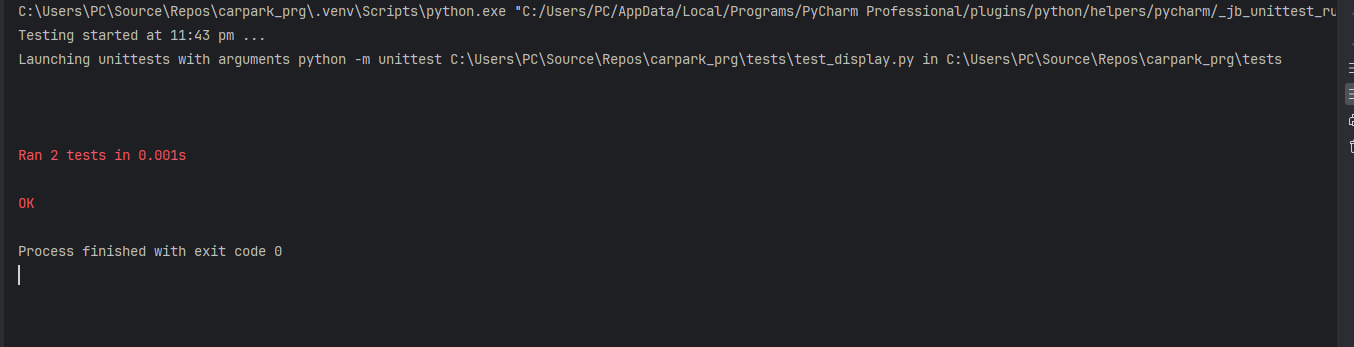 C:\Users\PC\Source\Repos\carpark_prg\.venv\Scripts\python.exe "C:/Users/PC/AppData/Local/Programs/PyCharm Professional/plugins/python/helpers/pycharm/_jb_unittest_ru
Testing started at 11:43 pm ...
Launching unittests with arguments python -m unittest C:\Users\PC\Source\Repos\carpark_prg\tests\test_display.py in C:\Users\PC\Source\Repos\carpark_prg\tests
Ran 2 tests in 0.001s
OK
Process finished with exit code 0